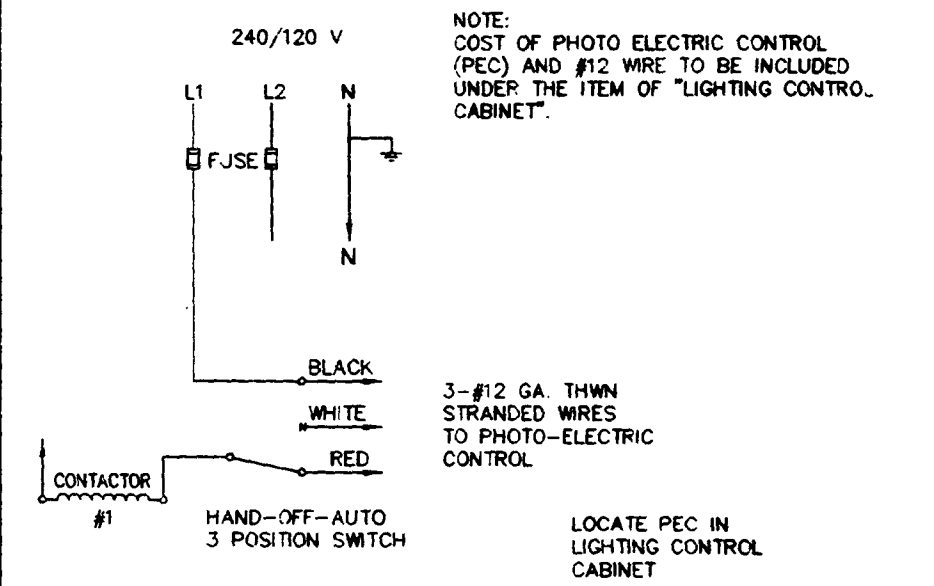 240/120 V
NOTE:
COST OF PHOTO ELECTRIC CONTROL
(PEC) AND #12 WIRE TO BE INCLUDED
UNDER THE ITEM OF "LIGHTING CONTROL
CABINET".
L1 L2 N
FUSE
N
BLACK
WHITE
RED
3-#12 GA. THWN
STRANDED WIRES
TO PHOTO-ELECTRIC
CONTROL
CONTACTOR
#1
HAND-OFF-AUTO
3 POSITION SWITCH
LOCATE PEC IN
LIGHTING CONTROL
CABINET